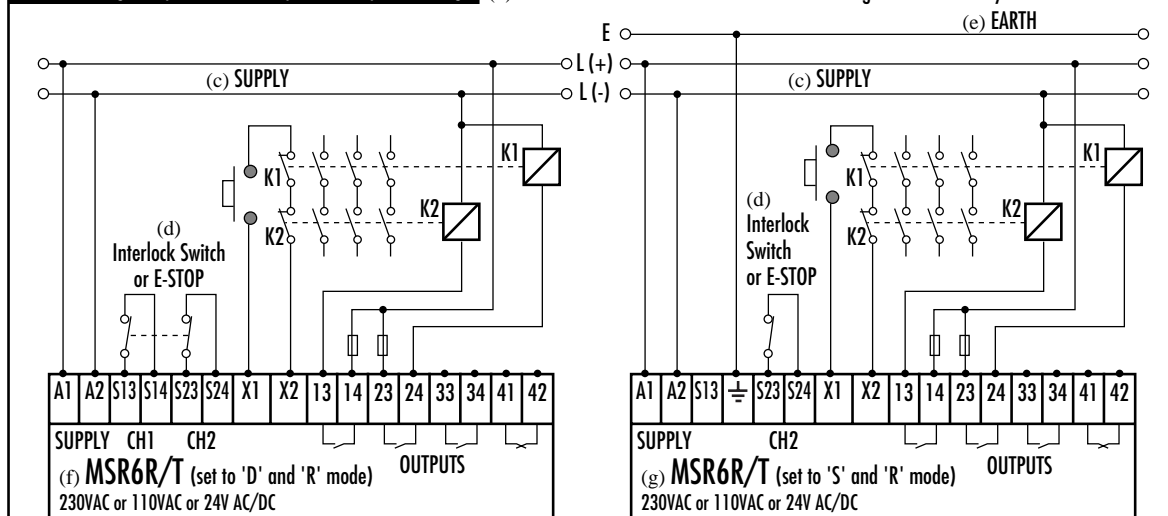 E
(e) EARTH
L (+)
L (-)
(c) SUPPLY
(c) SUPPLY
K1
K1
K2
K2
(d)
Interlock Switch
or E-STOP
K1
K1
K2
K2
(d)
Interlock
Switch
or E-STOP
A1 A2 S13 S14 S23 S24 X1 X2 13 14 23 24 33 34 41 42
SUPPLY CH1 CH2
OUTPUTS
(f) MSR6R/T (set to 'D' and 'R' mode)
230VAC or 110VAC or 24V AC/DC
A1 A2 S13 S23 S24 X1 X2 13 14 23 24 33 34 41 42
SUPPLY CH2
OUTPUTS
(g) MSR6R/T (set to 'S' and 'R' mode)
230VAC or 110VAC or 24V AC/DC